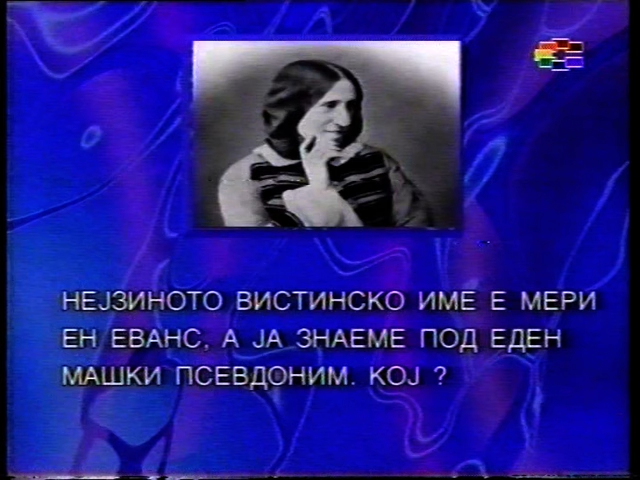 НЕЈЗИНОТО ВИСТИНСКО ИМЕ Е МЕРИ
ЕН ЕВАНС, А ЈА ЗНАЕМЕ ПОД ЕДЕН
МАШКИ ПСЕВДОНИМ. КОЈ ?